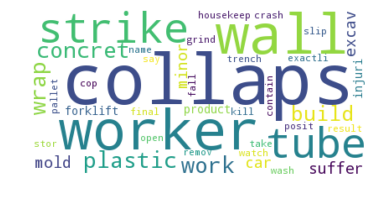 housekeep crash
strike
wall
slip
excav
grind
concret
name
minor
trench
exactli
say
collaps
wrap
pallet
cop
fall
contain
injuri
forklift
product
kill
build
worker
tube
final
posit
result
stor
open
remov
take
mold
plastic
work
watch
car
suffer
wash